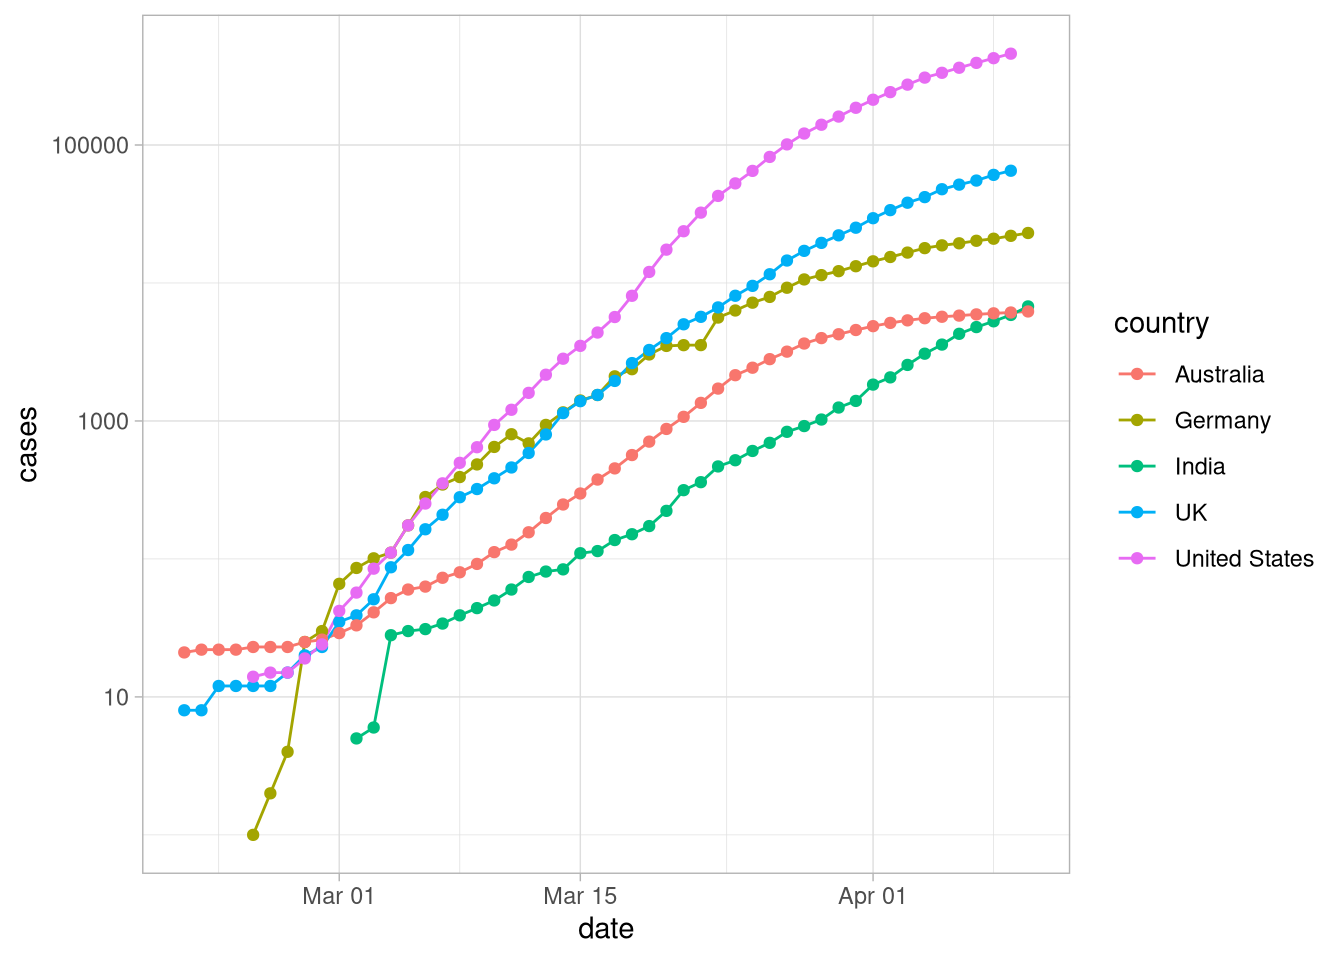 100000
1000
10
cases
Mar 01
Mar 15
Apr 01
date
country
Australia
Germany
India
UK
United States